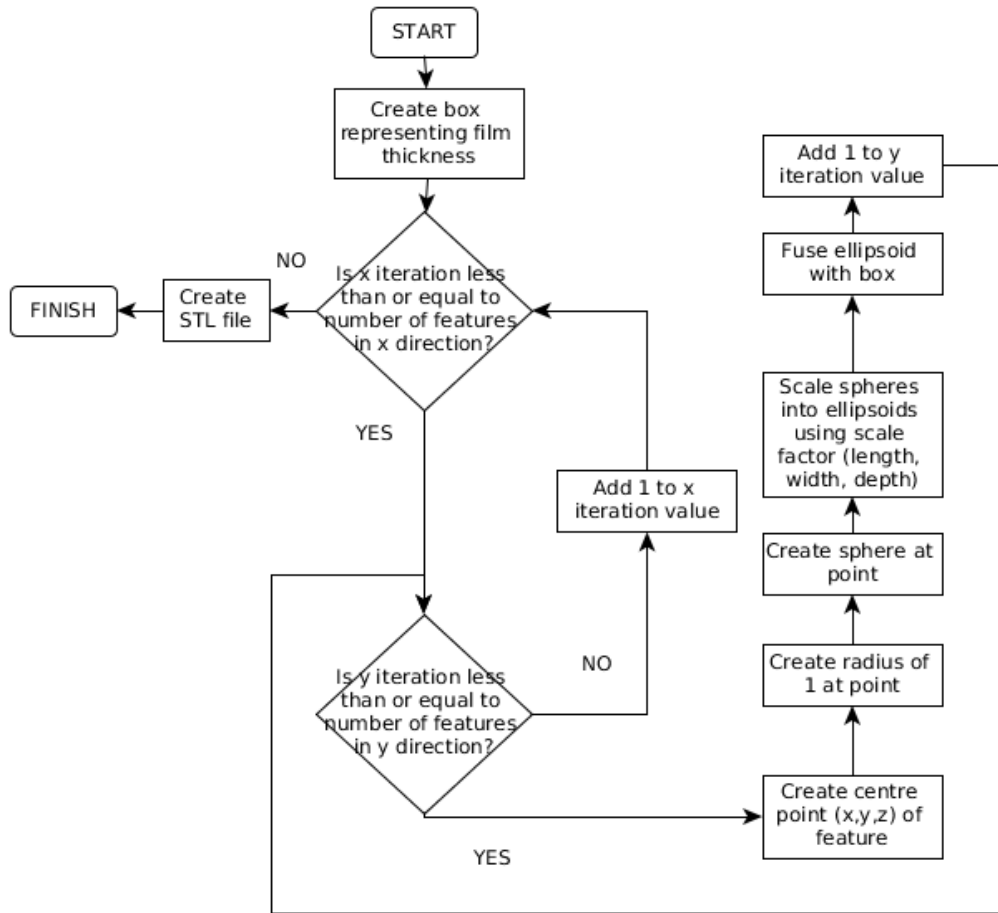 START
Create box
representing film
thickness
Is x iteration less
than or equal to
number of features
in x direction?
NO
Create
STL file
FINISH
YES
Add 1 to x
iteration value
Is y iteration less
than or equal to
number of features
in y direction?
NO
YES
Create centre
point (x,y,z) of
feature
Create radius of
1 at point
Create sphere at
point
Scale spheres
into ellipsoids
using scale
factor (length,
width, depth)
Fuse ellipsoid
with box
Add 1 to y
iteration value